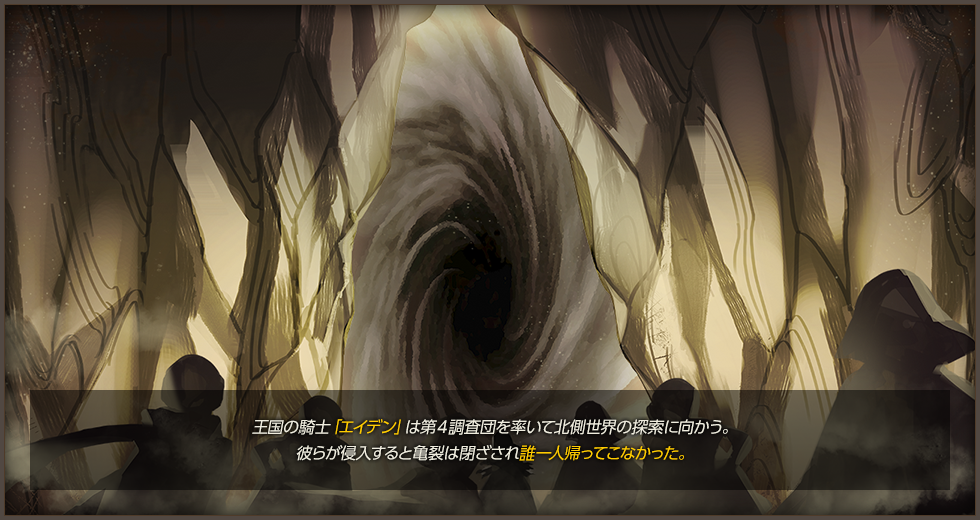 王国の騎士「エイデン」は第4調査団を率いて北側世界の探索に向かう。
彼らが侵入すると亀裂は閉ざされ誰一人帰ってこなかった。